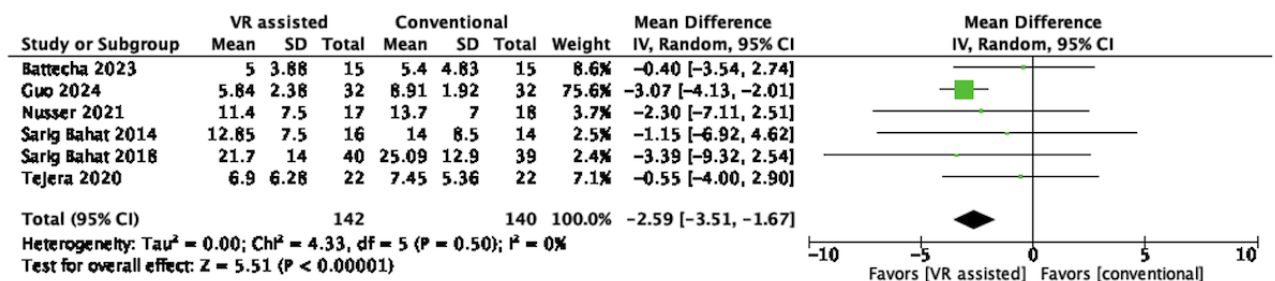 VR assisted Conventional Mean Difference Mean Difference
Study or Subgroup Mean SD Total Mean SD Total Weight IV, Random, 95% CI IV, Random, 95% CI
Battecha 2023 5 3.88 15 5.4 4.83 15 8.6% −0.40 [−3.54, 2.74]
Guo 2024 5.84 2.38 32 8.91 1.92 32 75.6% −3.07 [−4.13, −2.01]
Nusser 2021 11.4 7.5 17 13.7 7 18 3.7% −2.30 [−7.11, 2.51]
Sarig Bahat 2014 12.85 7.5 16 14 8.5 14 2.5% −1.15 [−6.92, 4.62]
Sarig Bahat 2018 21.7 14 40 25.09 12.9 39 2.4% −3.39 [−9.32, 2.54]
Tejera 2020 6.9 6.28 22 7.45 5.36 22 7.1% −0.55 [−4.00, 2.90]
Total (95% CI) 142 140 100.0% −2.59 [−3.51, −1.67]
Heterogeneity: Tau² = 0.00; Chi² = 4.33, df = 5 (P = 0.50); I² = 0%
Test for overall effect: Z = 5.51 (P < 0.00001)
−10 −5 0 5 10
Favors [VR assisted] Favors [conventional]